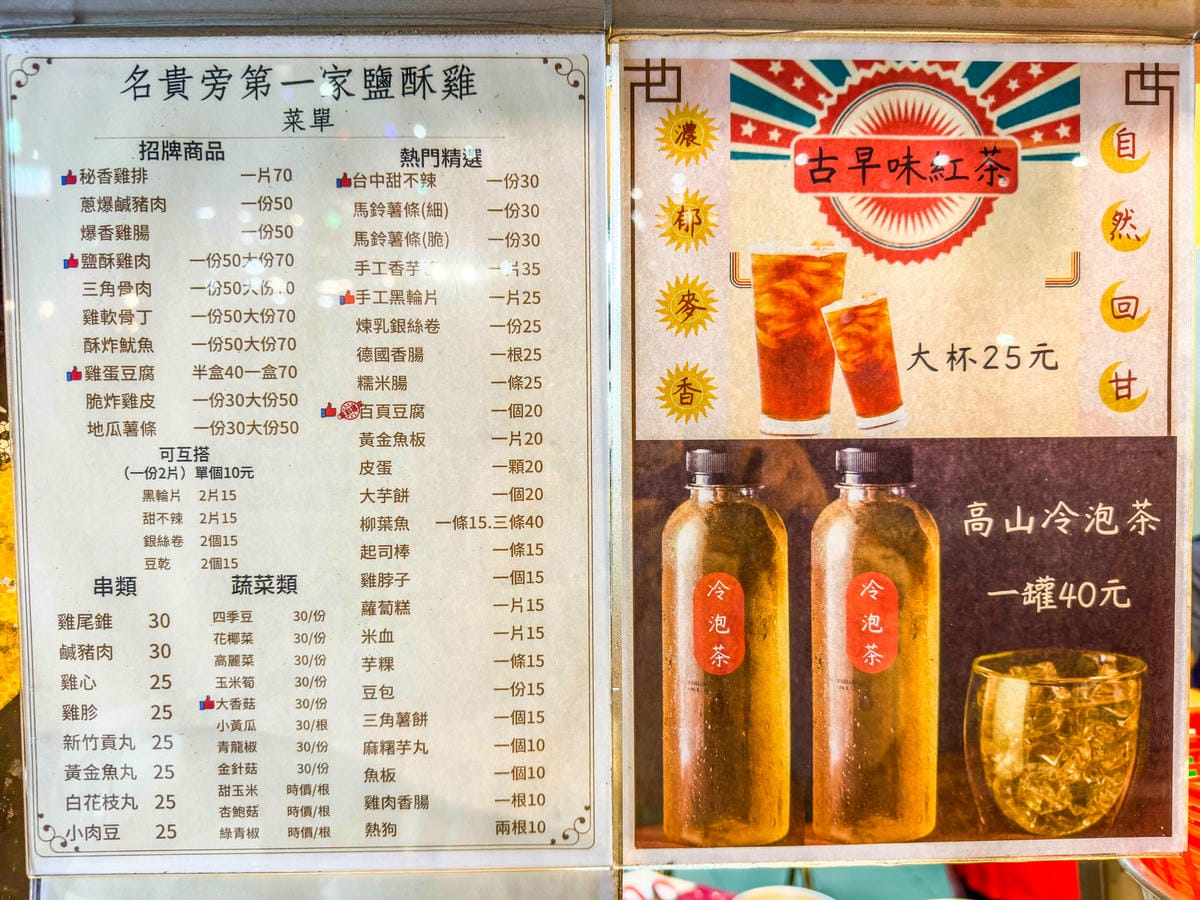 名貴旁第一家鹽酥雞
菜單
招牌商品
秘香雞排 一片70
蔥爆鹹豬肉 一份50
爆香雞腸 一份50
鹽酥雞肉 一份50大份70
三角骨肉 一份50大份
雞軟骨丁 一份50大份70
酥炸魷魚 一份50大份70
雞蛋豆腐 半盒40一盒70
脆炸雞皮 一份30大份50
地瓜薯條 一份30大份50
可互搭
（一份2片）單個10元
黑輪片 2片15
甜不辣 2片15
銀絲卷 2個15
豆乾 2個15
串類
雞尾錐 30
鹹豬肉 30
雞心 25
雞胗 25
新竹貢丸 25
黃金魚丸 25
白花枝丸 25
小肉豆 25
蔬菜類
四季豆 30/份
花椰菜 30/份
高麗菜 30/份
玉米筍 30/份
大香菇 30/份
小黃瓜 30/根
青龍椒 30/份
金針菇 30/份
甜玉米 時價/根
杏鮑菇 時價/根
綠青椒 時價/根
熱門精選
台中甜不辣 一份30
馬鈴薯條(細) 一份30
馬鈴薯條(脆) 一份30
手工香芋 片35
手工黑輪片 一片25
煉乳銀絲卷 一份25
德國香腸 一根25
糯米腸 一條25
百頁豆腐 一個20
黃金魚板 一片20
皮蛋 一顆20
大芋餅 一個20
柳葉魚 一條15.三條40
起司棒 一條15
雞脖子 一個15
蘿蔔糕 一片15
米血 一片15
芋粿 一條15
豆包 一份15
三角薯餅 一個15
麻糬芋丸 一個10
魚板 一個10
雞肉香腸 一根10
熱狗 兩根10
濃郁麥香
古早味紅茶
自然回甘
大杯25元
高山冷泡茶
一罐40元
冷泡茶
冷泡茶